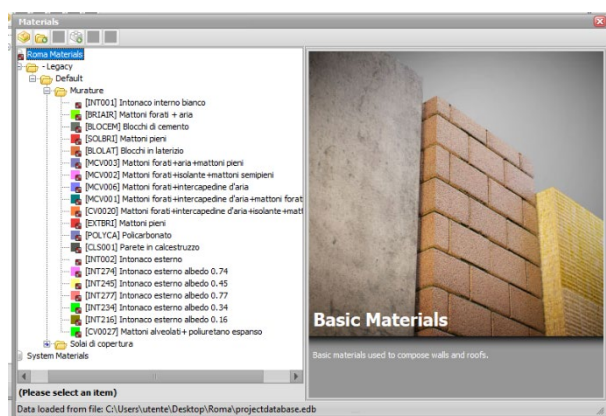 Materials
Roma Materials
- Legacy
Default
Murature
[INT001] Intonaco interno bianco
[BRIAIR] Mattoni forati + aria
[BLOCEM] Blocchi di cemento
[SOLBRI] Mattoni pieni
[BLOLAT] Blocchi in laterizio
[MCV003] Mattoni forati+aria+mattoni pieni
[MCV002] Mattoni forati+isolante+mattoni semipieni
[MCV006] Mattoni forati+intercapedine d'aria
[MCV001] Mattoni forati+intercapedine d'aria+mattoni forat
[CV0020] Mattoni forati+intercapedine d'aria+isolante+matt
[EXTBRI] Mattoni pieni
[POLYCA] Policarbonato
[CLS001] Parete in calcestruzzo
[INT002] Intonaco esterno
[INT274] Intonaco esterno albedo 0.74
[INT245] Intonaco esterno albedo 0.45
[INT277] Intonaco esterno albedo 0.77
[INT234] Intonaco esterno albedo 0.34
[INT216] Intonaco esterno albedo 0.16
[CV0027] Mattoni alveolati+ poliuretano espanso
Solai di copertura
System Materials
(Please select an item)
Data loaded from file: C:\Users\utente\Desktop\Roma\projectdatabase.edb
Basic Materials
Basic materials used to compose walls and roofs.